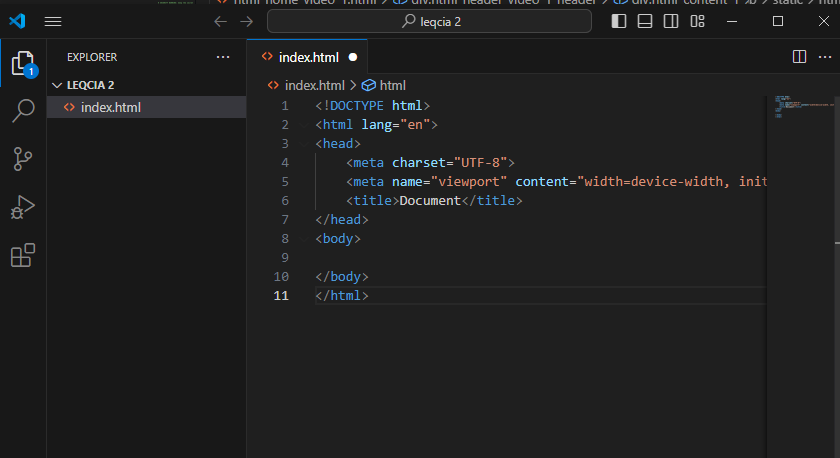 leqcia 2
EXPLORER
LEQCIA 2
index.html
1
index.html
index.html > html
1 <!DOCTYPE html>
2 <html lang="en">
3 <head>
4 <meta charset="UTF-8">
5 <meta name="viewport" content="width=device-width, init
6 <title>Document</title>
7 </head>
8 <body>
9
10 </body>
11 </html>